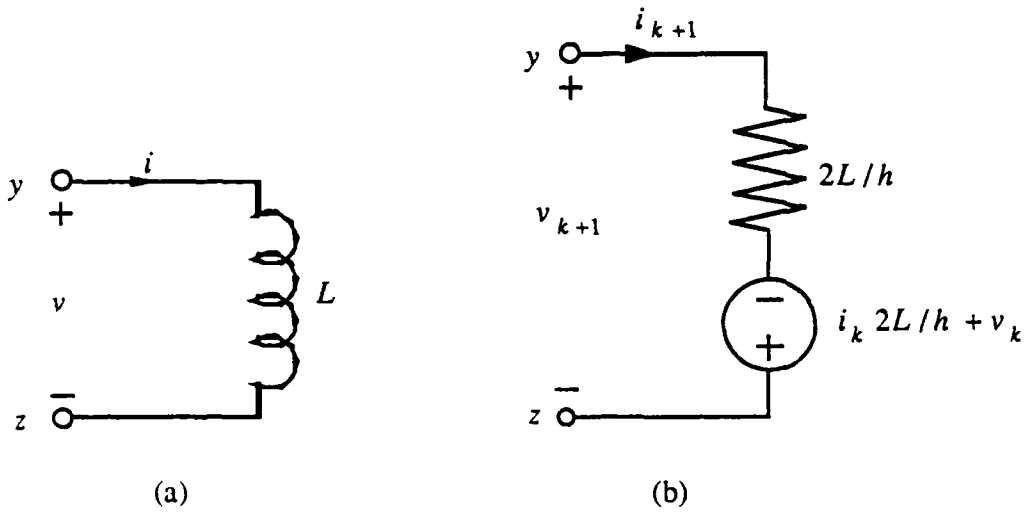 y
+
i
v
L
−
z
(a)
i k+1
y
+
2L/h
v k+1
−
+
i k 2L/h + v k
−
z
(b)